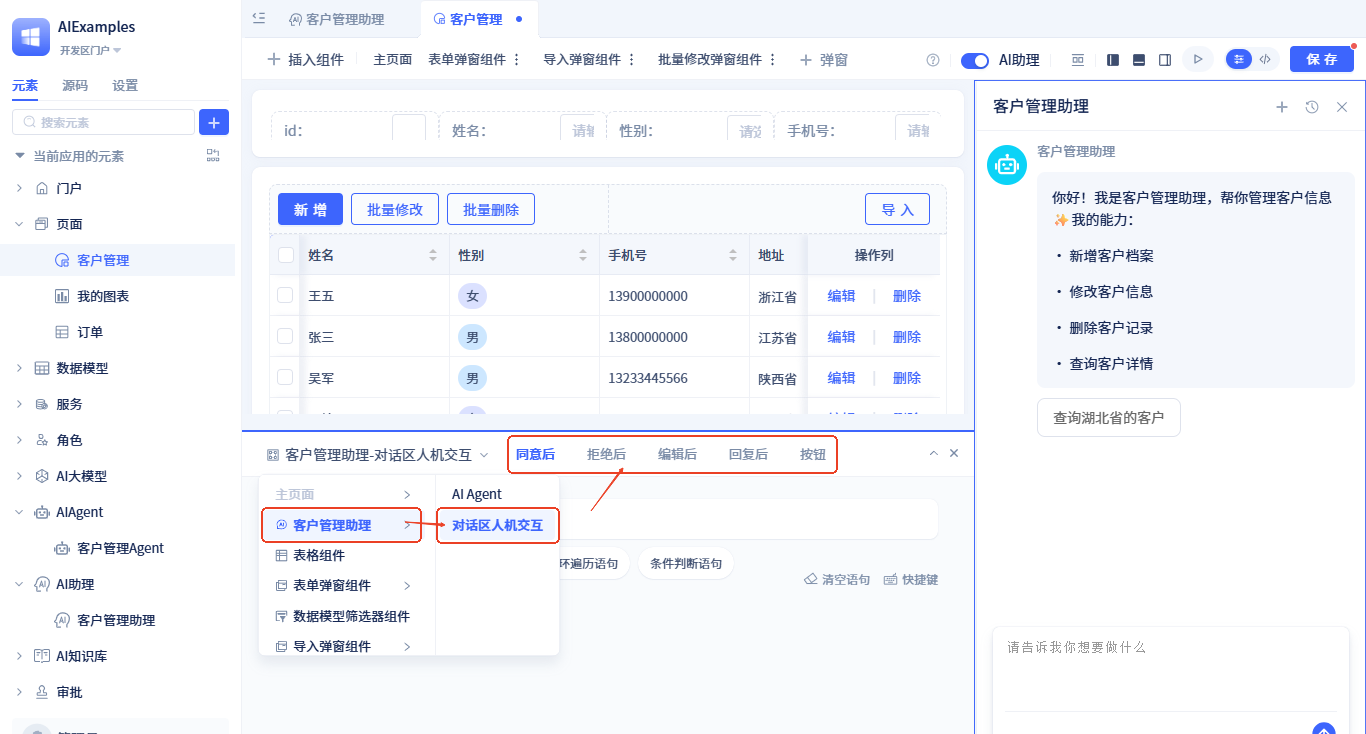 AIExamples
开发区门户
元素
源码
设置
搜索元素
当前应用的元素
门户
页面
客户管理
我的图表
订单
数据模型
服务
角色
AI大模型
AIAgent
客户管理Agent
AI助理
客户管理助理
AI知识库
审批
客户管理助理
客户管理
插入组件
主页面
表单弹窗组件
导入弹窗组件
批量修改弹窗组件
弹窗
AI助理
保 存
id：
姓名：
请输
性别：
手机号：
请输
新 增
批量修改
批量删除
导 入
姓名
性别
手机号
地址
操作列
王五
女
13900000000
浙江省
编辑
删除
张三
男
13800000000
江苏省
编辑
删除
吴军
男
13233445566
陕西省
编辑
删除
客户管理助理-对话区人机交互
同意后
拒绝后
编辑后
回复后
按钮
主页面
客户管理助理
表格组件
表单弹窗组件
数据模型筛选器组件
导入弹窗组件
AI Agent
对话区人机交互
环遍历语句
条件判断语句
清空语句
快捷键
客户管理助理
客户管理助理
你好！我是客户管理助理，帮你管理客户信息
✨我的能力：
• 新增客户档案
• 修改客户信息
• 删除客户记录
• 查询客户详情
查询湖北省的客户
请告诉我你想要做什么